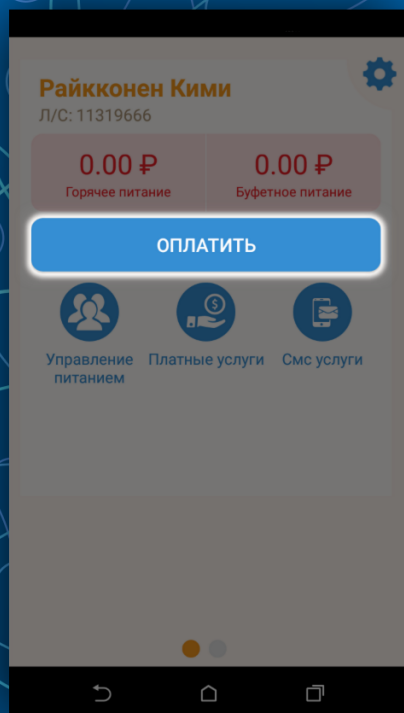 Райкконен Кими
Л/С: 11319666
0.00 ₽ 0.00 ₽
Горячее питание Буфетное питание
ОПЛАТИТЬ
Управление Платные услуги Смс услуги
питанием